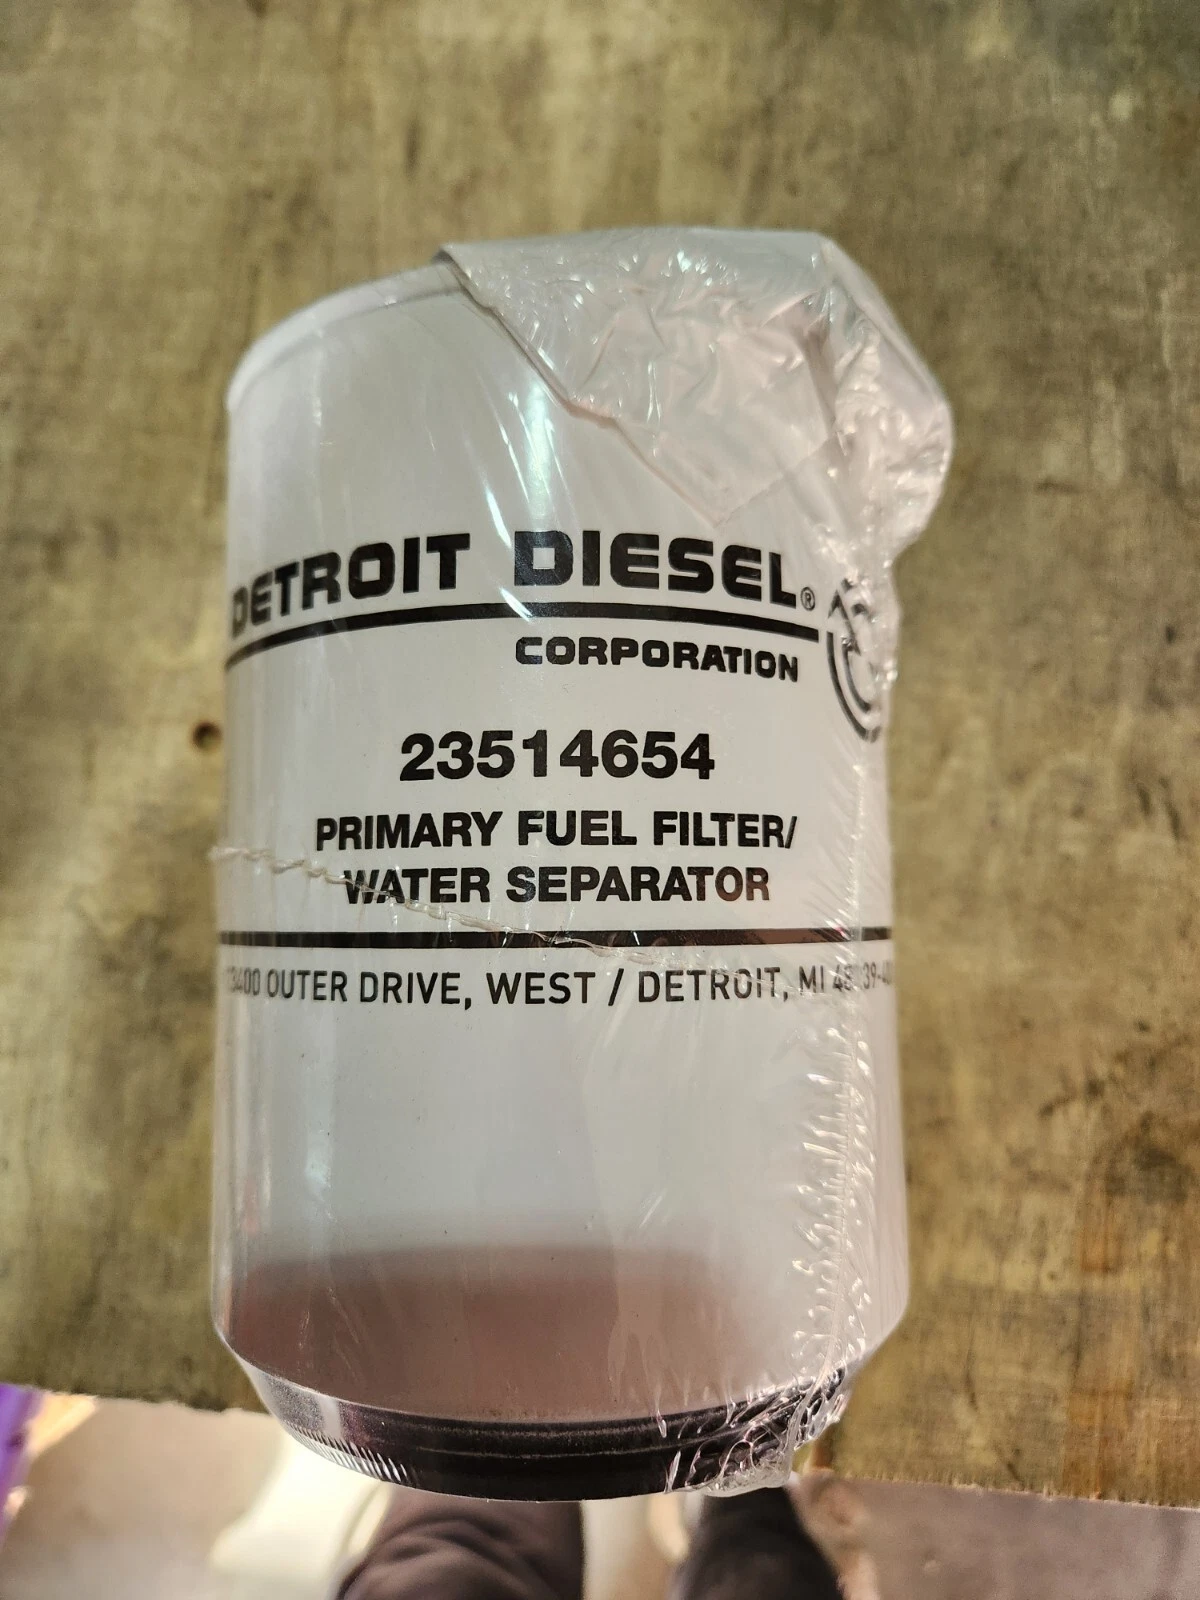 DETROIT DIESEL®
CORPORATION
23514654
PRIMARY FUEL FILTER/
WATER SEPARATOR
OUTER DRIVE, WEST / DETROIT, MI